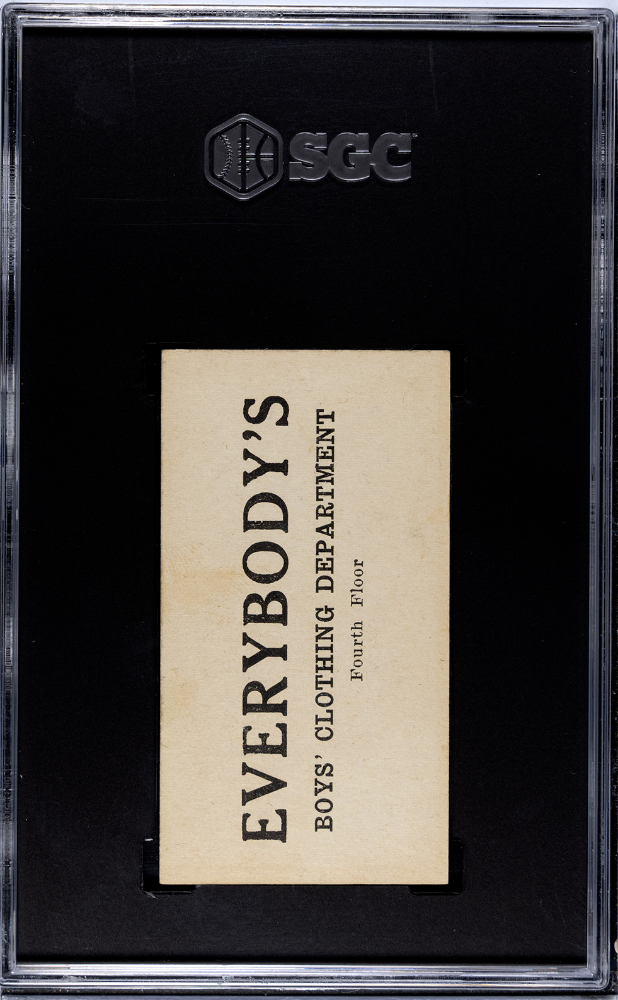 SGC
EVERYBODY'S
BOYS' CLOTHING DEPARTMENT
Fourth Floor